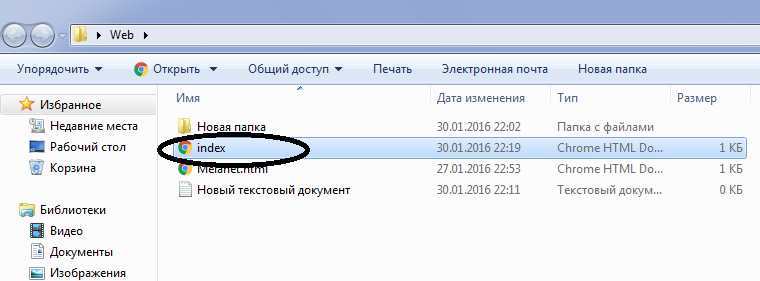 Web
Упорядочить Открыть Общий доступ Печать Электронная почта Новая папка
Избранное
Недавние места
Рабочий стол
Корзина
Библиотеки
Видео
Документы
Изображения
Имя Дата изменения Тип Размер
Новая папка 30.01.2016 22:02 Папка с файлами
index 30.01.2016 22:19 Chrome HTML Do... 1 КБ
Melanet.html 27.01.2016 22:53 Chrome HTML Do... 1 КБ
Новый текстовый документ 30.01.2016 22:11 Текстовый докум... 0 КБ